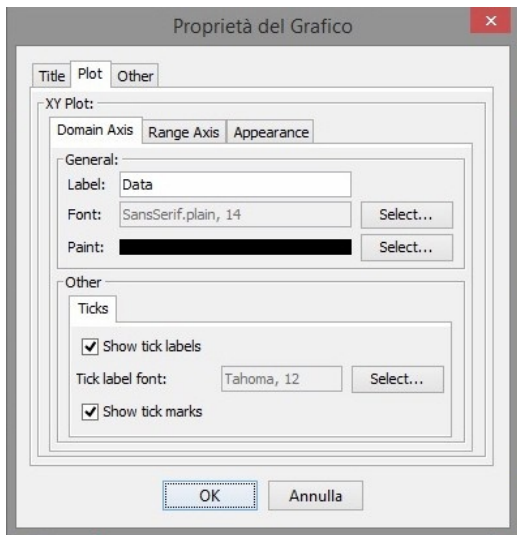 Proprietà del Grafico
×
Title Plot Other
XY Plot:
Domain Axis Range Axis Appearance
General:
Label: Data
Font: SansSerif.plain, 14 Select...
Paint: Select...
Other
Ticks
Show tick labels
Tick label font: Tahoma, 12 Select...
Show tick marks
OK Annulla